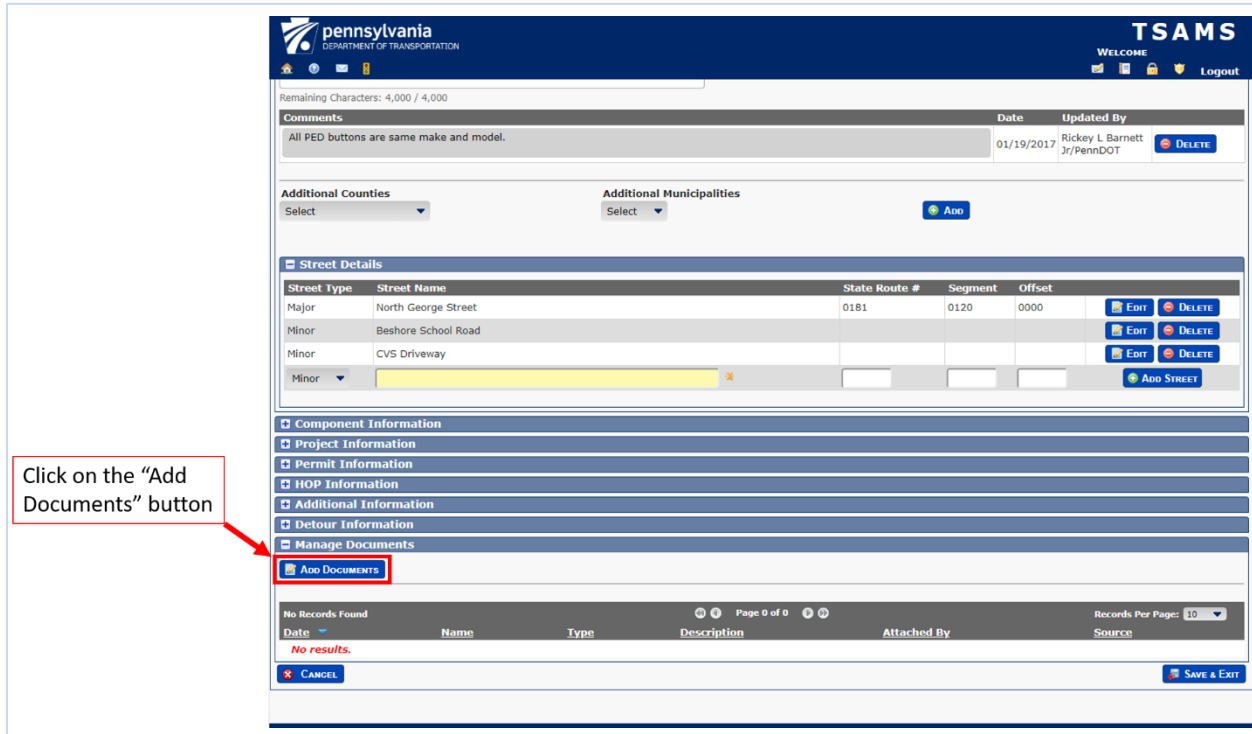 pennsylvania
DEPARTMENT OF TRANSPORTATION
TSAMS
WELCOME
Logout
Remaining Characters: 4,000 / 4,000
Comments Date Updated By
All PED buttons are same make and model. 01/19/2017 Rickey L Barnett Jr/PennDOT DELETE
Additional Counties Additional Municipalities
Select Select ADD
Street Details
Street Type Street Name State Route # Segment Offset
Major North George Street 0181 0120 0000 EDIT DELETE
Minor Beshore School Road EDIT DELETE
Minor CVS Driveway EDIT DELETE
Minor ADD STREET
Component Information
Project Information
Permit Information
HOP Information
Additional Information
Detour Information
Manage Documents
Click on the “Add
Documents” button
ADD DOCUMENTS
No Records Found Page 0 of 0 Records Per Page: 10
Date Name Type Description Attached By Source
No results.
CANCEL SAVE & EXIT